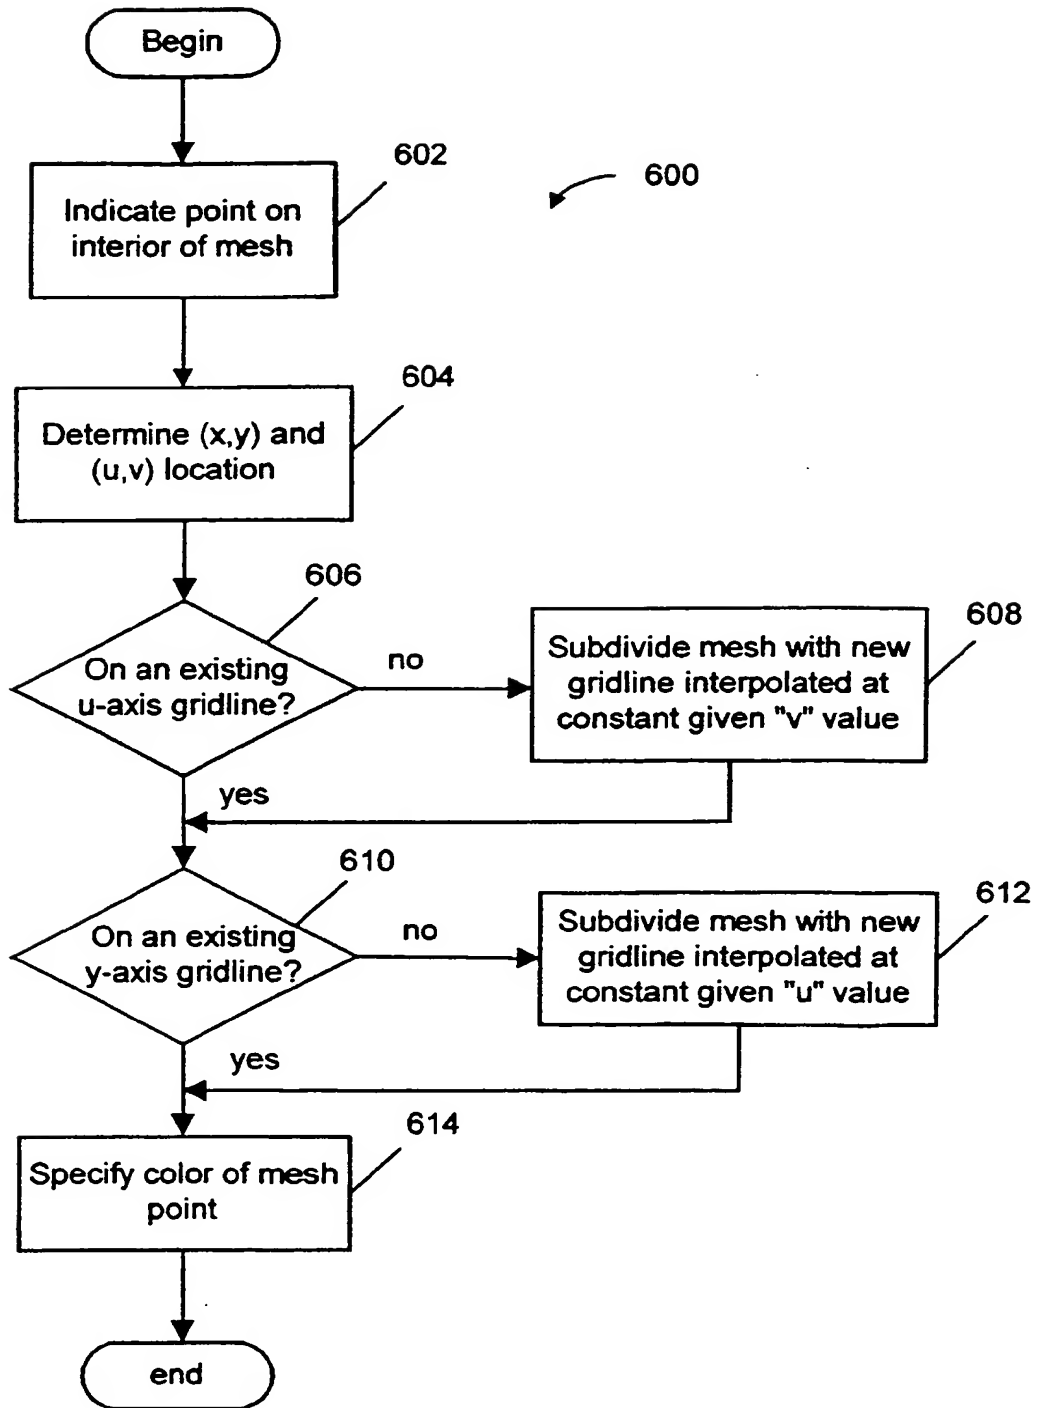 Begin
602
600
Indicate point on
interior of mesh
604
Determine (x,y) and
(u,v) location
606
608
On an existing
u-axis gridline?
no
Subdivide mesh with new
gridline interpolated at
constant given "v" value
yes
610
612
On an existing
y-axis gridline?
no
Subdivide mesh with new
gridline interpolated at
constant given "u" value
yes
614
Specify color of mesh
point
end